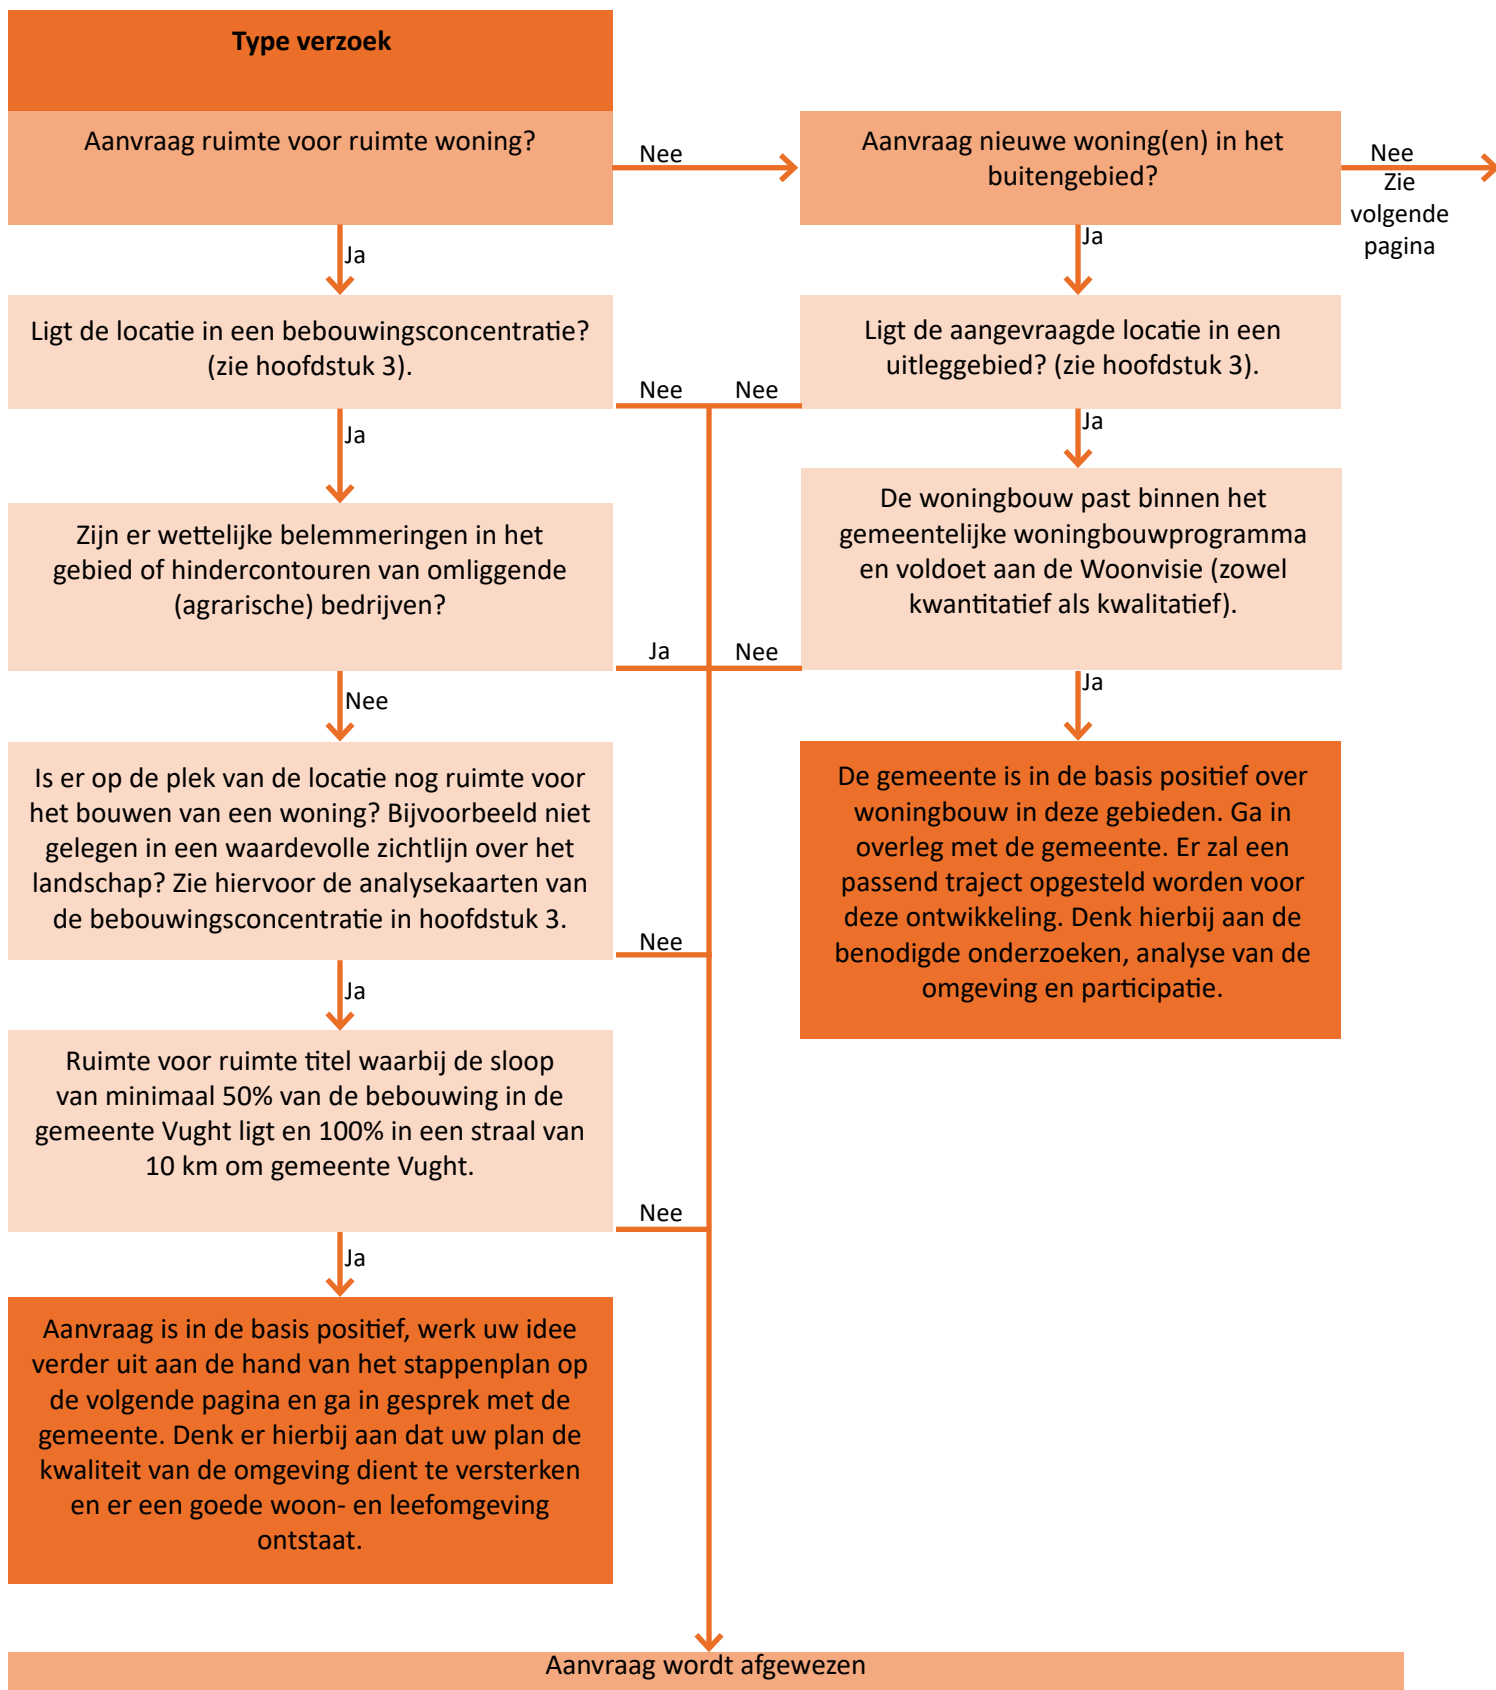 Type verzoek
Aanvraag ruimte voor ruimte woning?
Nee
Aanvraag nieuwe woning(en) in het
buitengebied?
Nee
Zie
volgende
pagina
Ja
Ja
Ligt de locatie in een bebouwingsconcentratie?
(zie hoofdstuk 3).
Nee
Nee
Ligt de aangevraagde locatie in een
uitleggebied? (zie hoofdstuk 3).
Ja
Ja
Zijn er wettelijke belemmeringen in het
gebied of hindercontouren van omliggende
(agrarische) bedrijven?
Ja
Nee
De woningbouw past binnen het
gemeentelijke woningbouwprogramma
en voldoet aan de Woonvisie (zowel
kwantitatief als kwalitatief).
Nee
Ja
Is er op de plek van de locatie nog ruimte voor
het bouwen van een woning? Bijvoorbeeld niet
gelegen in een waardevolle zichtlijn over het
landschap? Zie hiervoor de analysekaarten van
de bebouwingsconcentratie in hoofdstuk 3.
Nee
De gemeente is in de basis positief over
woningbouw in deze gebieden. Ga in
overleg met de gemeente. Er zal een
passend traject opgesteld worden voor
deze ontwikkeling. Denk hierbij aan de
benodigde onderzoeken, analyse van de
omgeving en participatie.
Ja
Ruimte voor ruimte titel waarbij de sloop
van minimaal 50% van de bebouwing in de
gemeente Vught ligt en 100% in een straal van
10 km om gemeente Vught.
Nee
Ja
Aanvraag is in de basis positief, werk uw idee
verder uit aan de hand van het stappenplan op
de volgende pagina en ga in gesprek met de
gemeente. Denk er hierbij aan dat uw plan de
kwaliteit van de omgeving dient te versterken
en er een goede woon- en leefomgeving
ontstaat.
Aanvraag wordt afgewezen